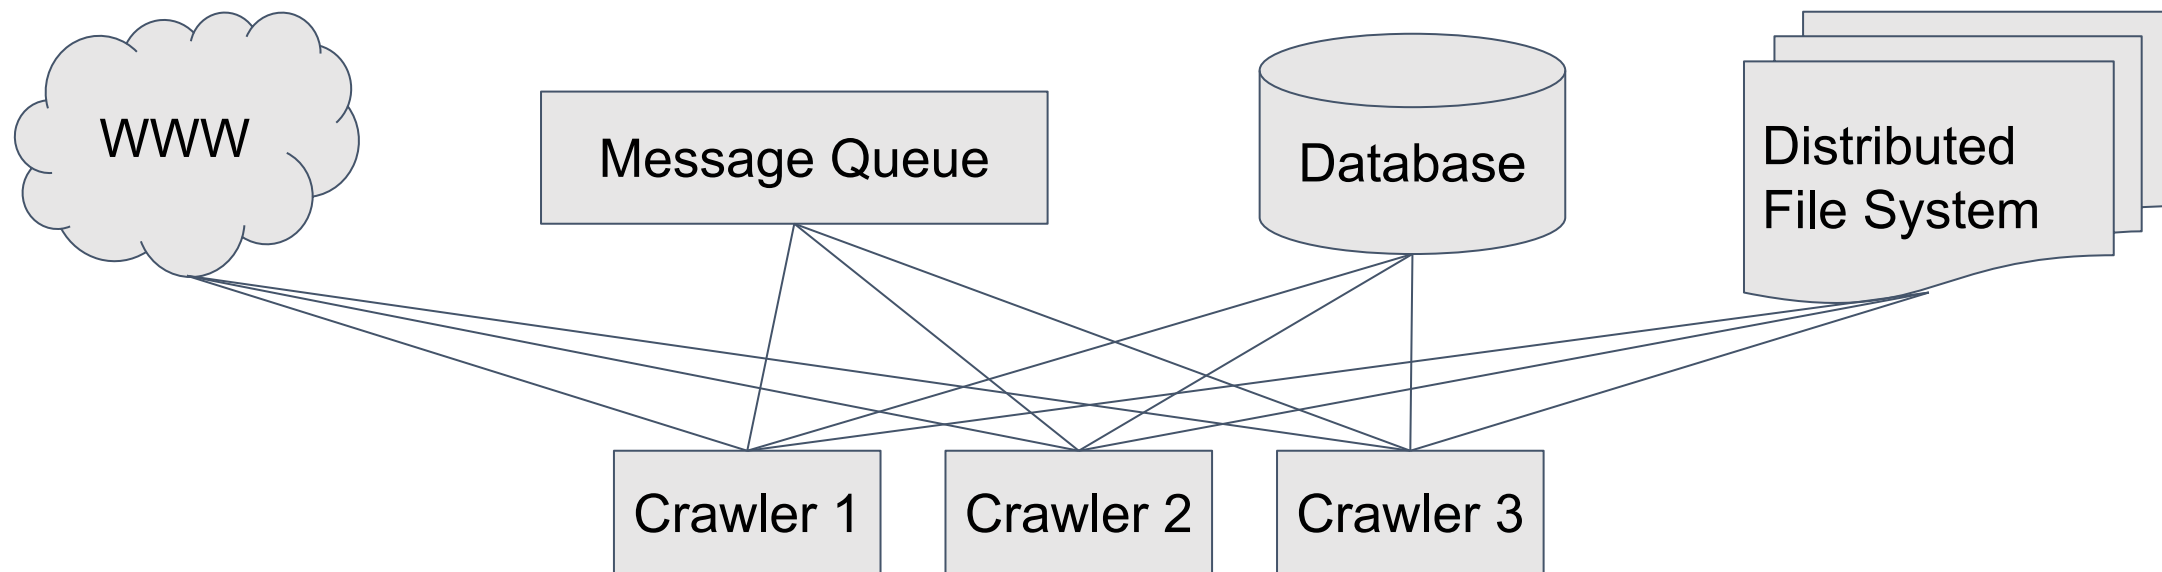 WWW
Message Queue
Database
Distributed
File System
Crawler 1
Crawler 2
Crawler 3